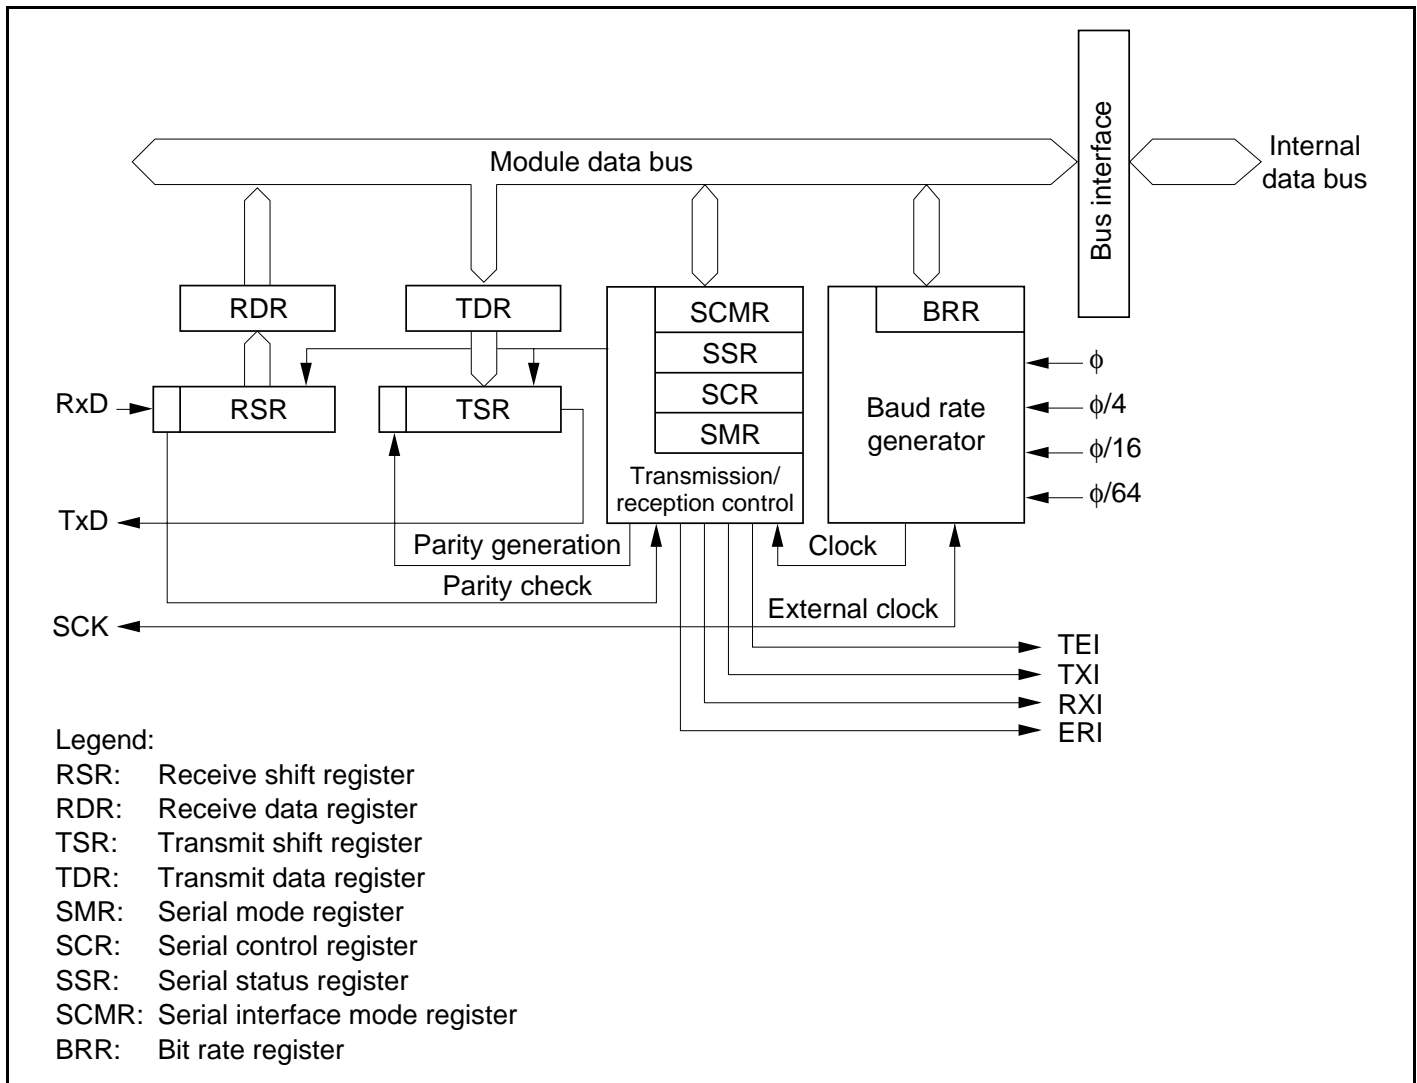 Module data bus
Bus interface
Internal
data bus
RDR
TDR
SCMR
BRR
SSR
φ
RxD
RSR
TSR
SCR
Baud rate
generator
φ/4
SMR
φ/16
Transmission/
reception control
φ/64
TxD
Parity generation
Clock
Parity check
External clock
SCK
TEI
TXI
RXI
ERI
Legend:
RSR: Receive shift register
RDR: Receive data register
TSR: Transmit shift register
TDR: Transmit data register
SMR: Serial mode register
SCR: Serial control register
SSR: Serial status register
SCMR: Serial interface mode register
BRR: Bit rate register